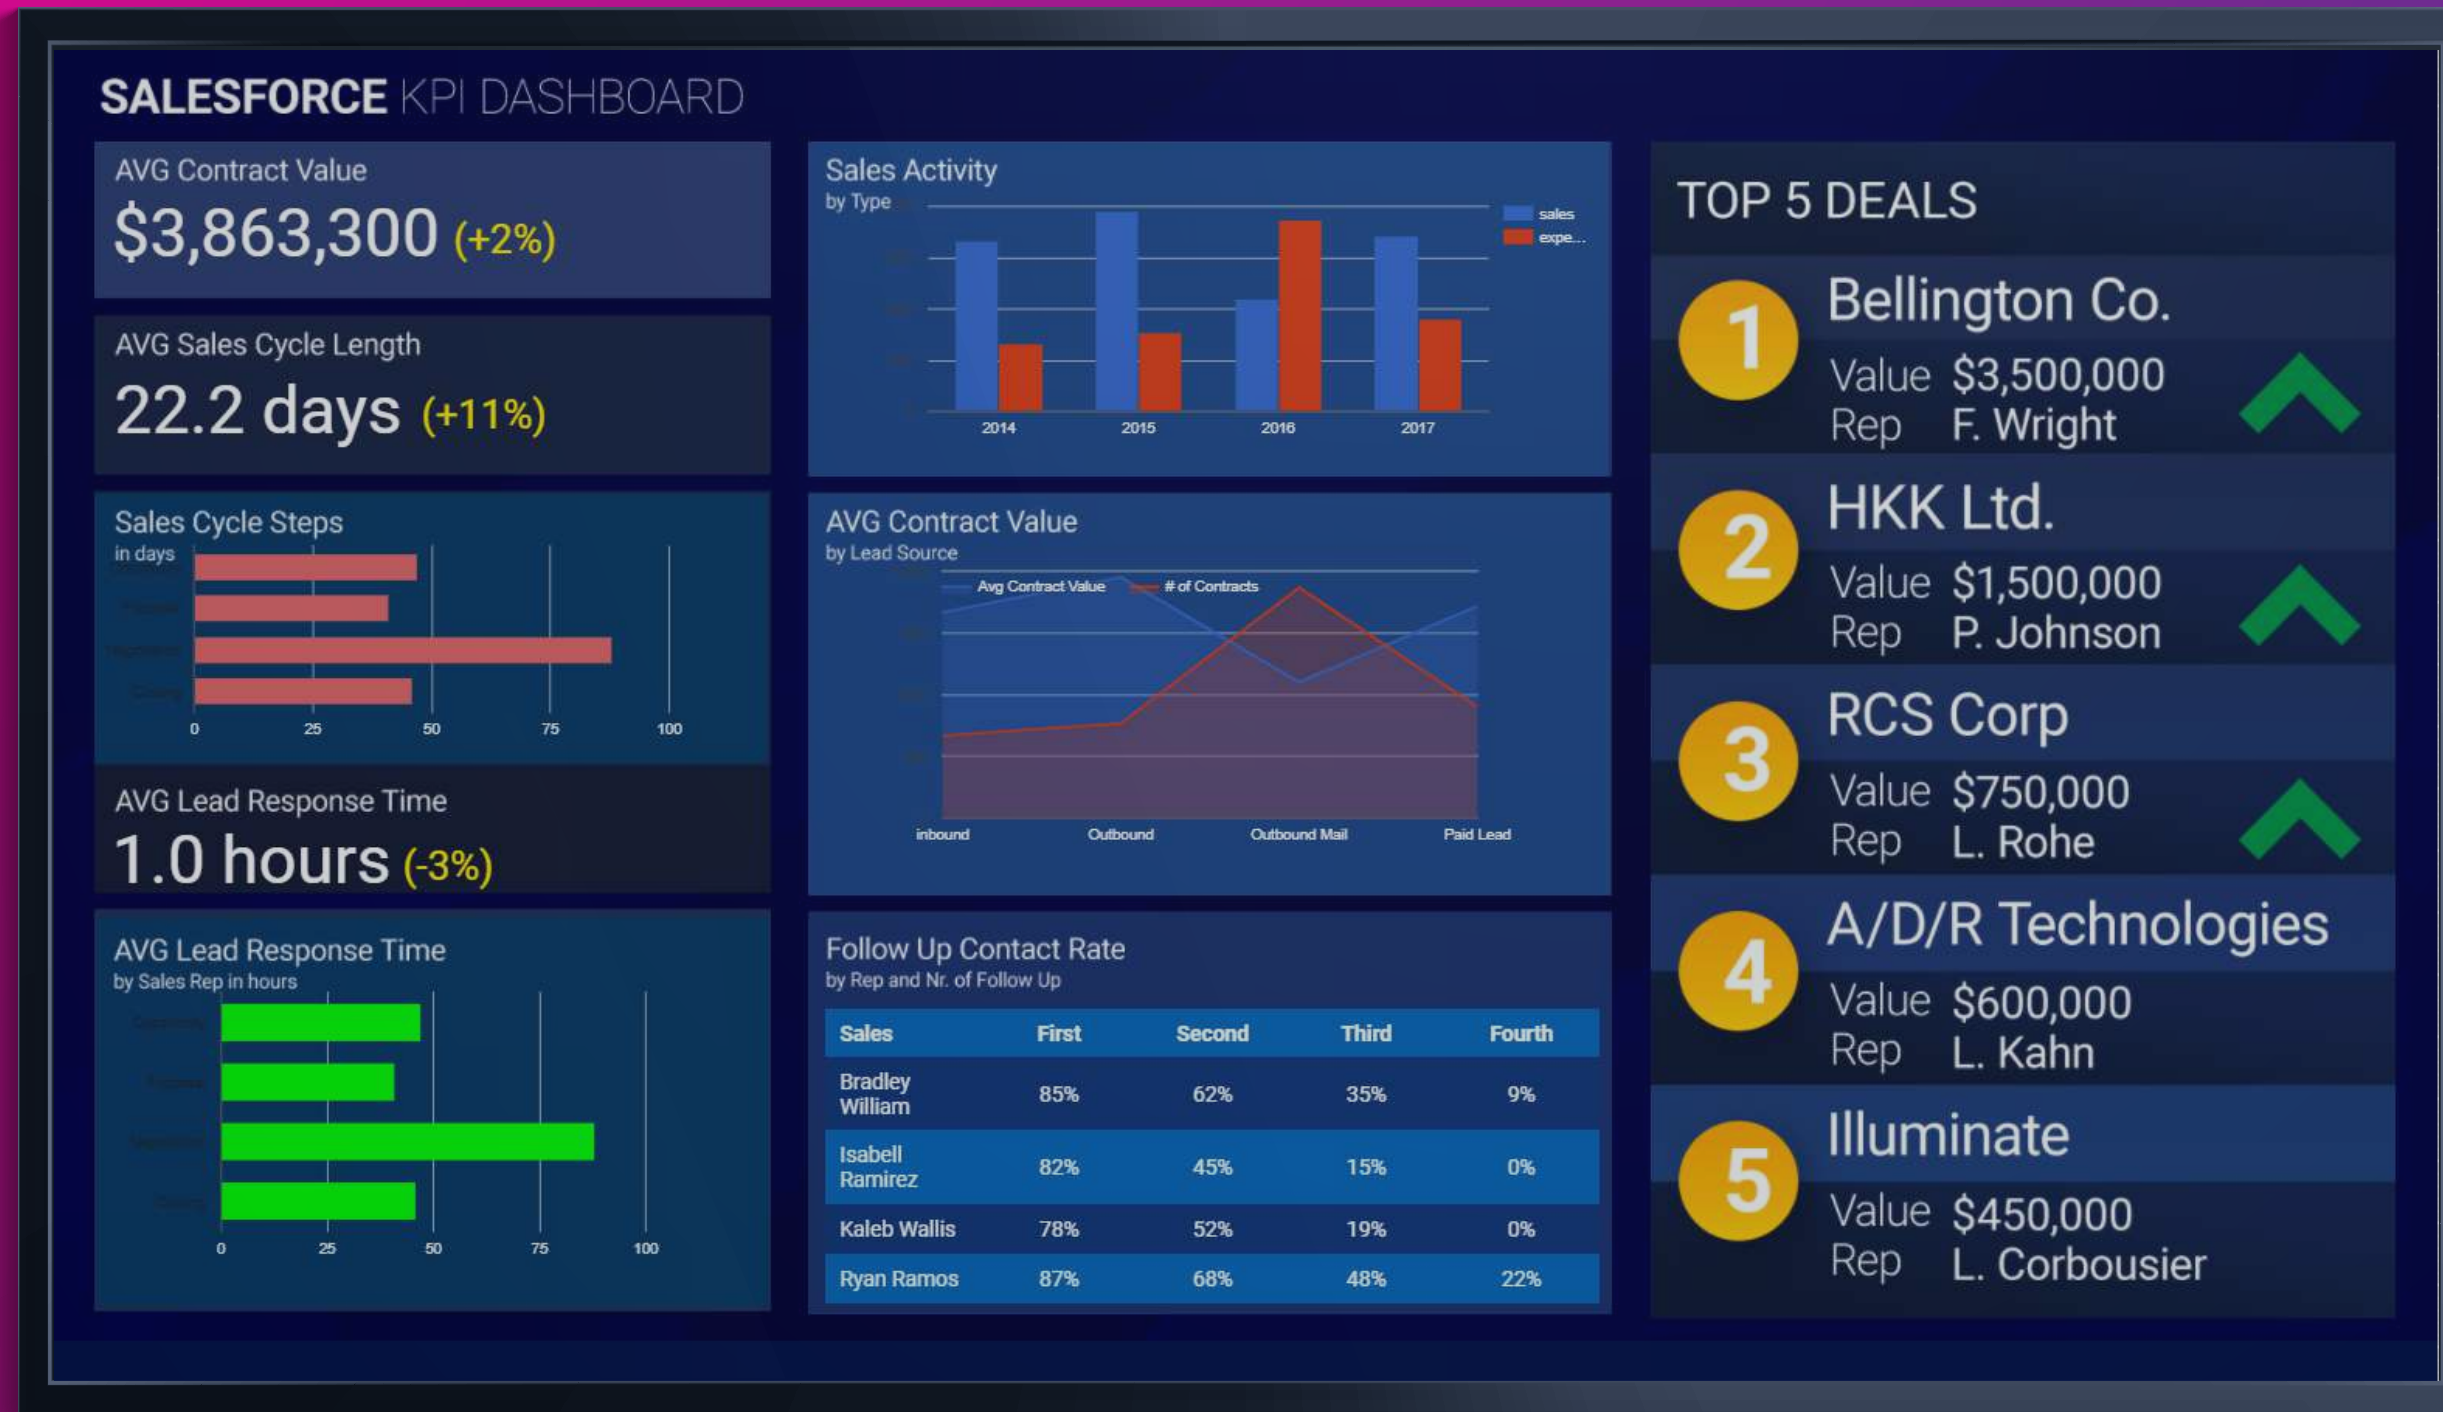 SALESFORCE KPI DASHBOARD
AVG Contract Value
$3,863,300 (+2%)
AVG Sales Cycle Length
22.2 days (+11%)
Sales Cycle Steps
in days
0 25 50 75 100
AVG Lead Response Time
1.0 hours (-3%)
AVG Lead Response Time
by Sales Rep in hours
0 25 50 75 100
Sales Activity
by Type
sales
expe...
2014 2015 2016 2017
AVG Contract Value
by Lead Source
Avg Contract Value # of Contracts
inbound Outbound Outbound Mail Paid Lead
Follow Up Contact Rate
by Rep and Nr. of Follow Up
Sales First Second Third Fourth
Bradley
William 85% 62% 35% 9%
Isabell
Ramirez 82% 45% 15% 0%
Kaleb Wallis 78% 52% 19% 0%
Ryan Ramos 87% 68% 48% 22%
TOP 5 DEALS
1 Bellington Co.
Value $3,500,000
Rep F. Wright
2 HKK Ltd.
Value $1,500,000
Rep P. Johnson
3 RCS Corp
Value $750,000
Rep L. Rohe
4 A/D/R Technologies
Value $600,000
Rep L. Kahn
5 Illuminate
Value $450,000
Rep L. Corbousier